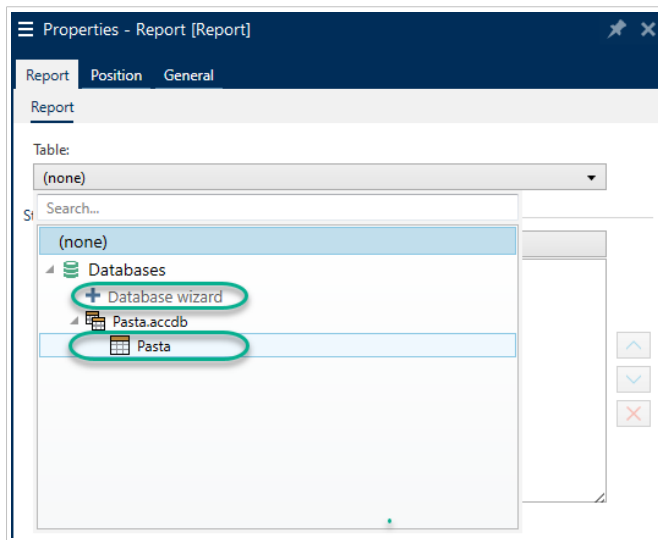 Properties - Report [Report]
Report Position General
Report
Table:
(none)
Search...
(none)
Databases
Database wizard
Pasta.accdb
Pasta